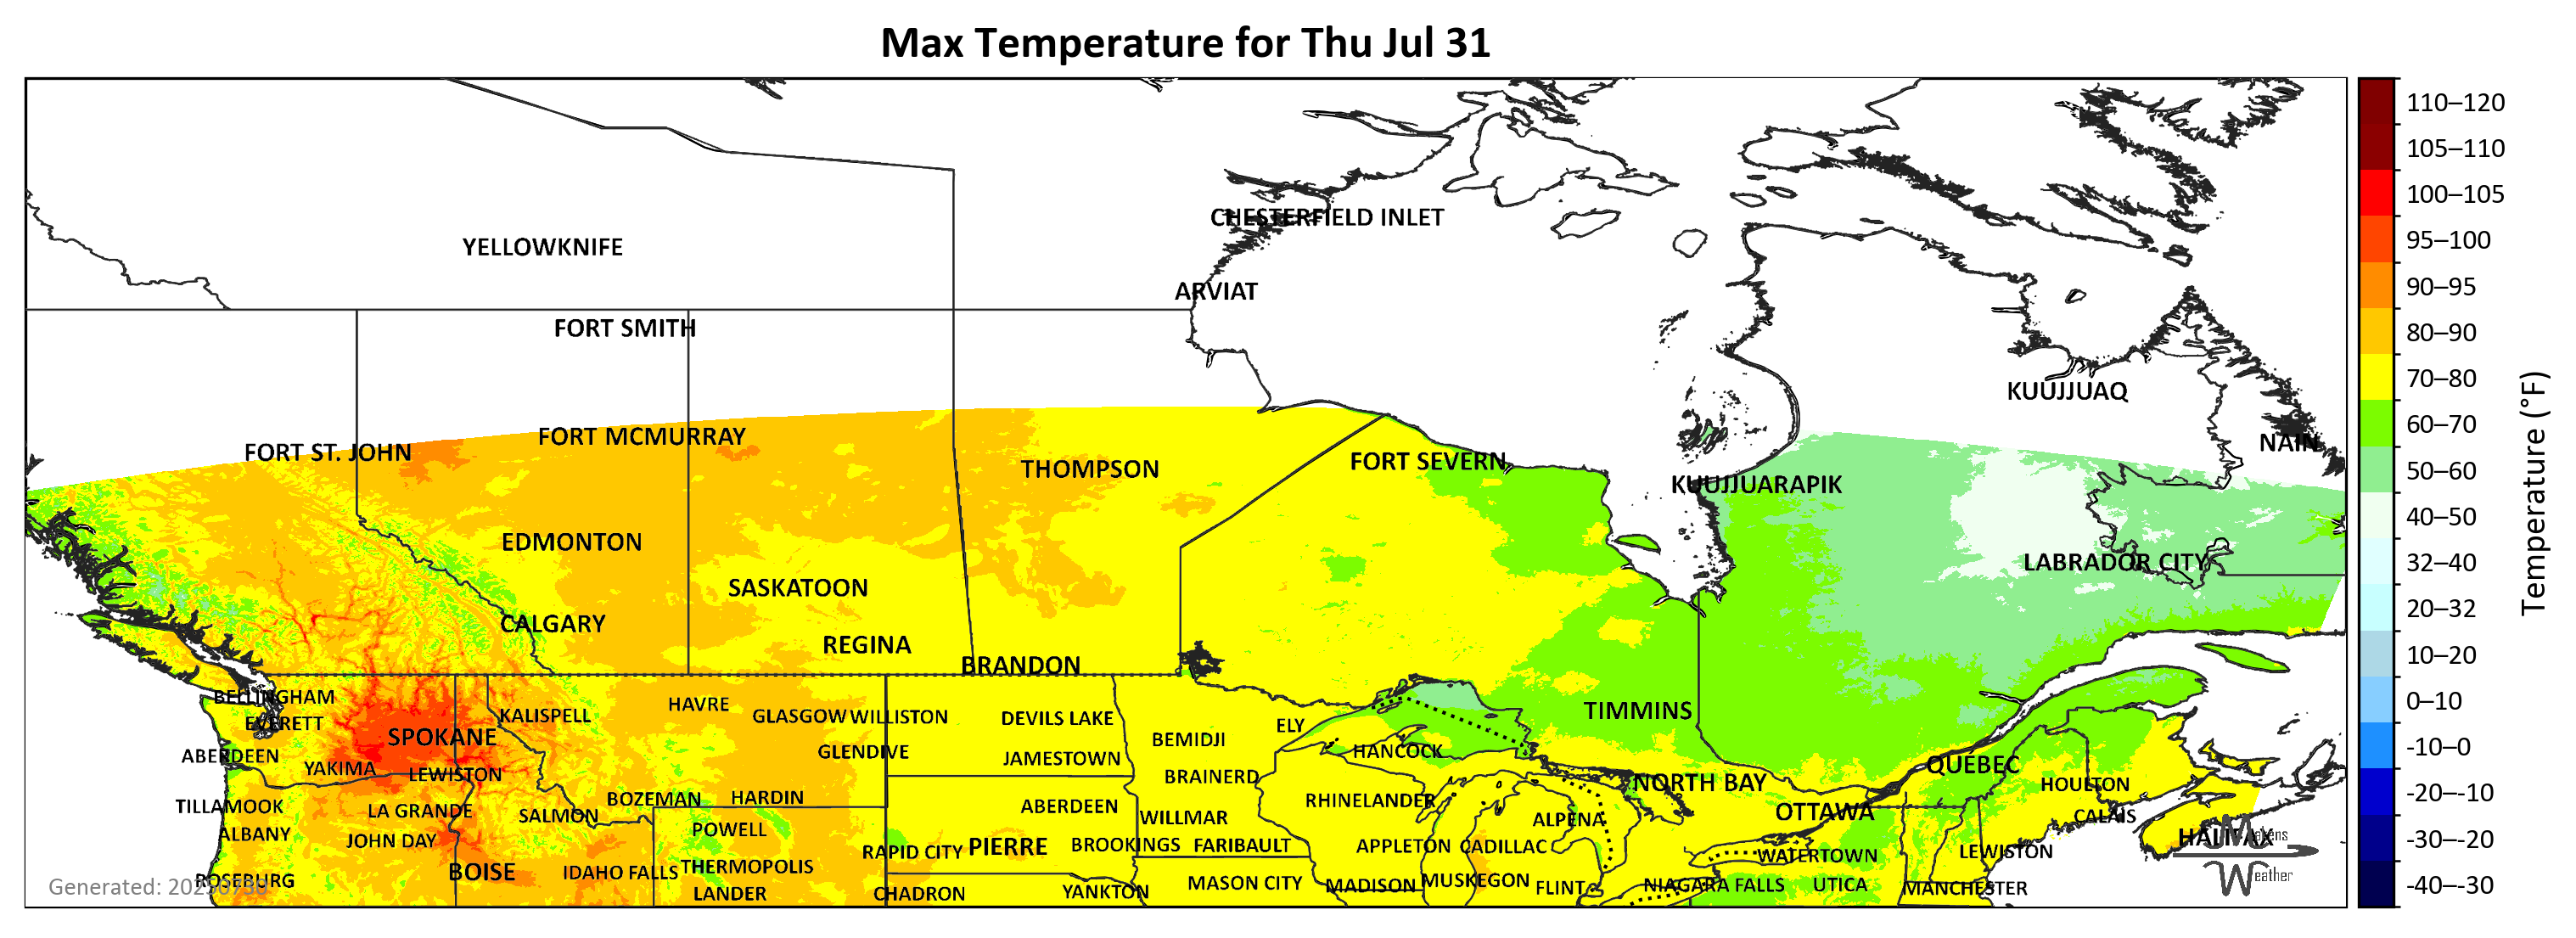 Max Temperature for Thu Jul 31
110–120
105–110
CHESTERFIELD INLET
100–105
YELLOWKNIFE
95–100
ARVIAT
90–95
FORT SMITH
80–90
KUUJJUAQ
70–80
FORT ST. JOHN
FORT MCMURRAY
NAIN
60–70
THOMPSON
FORT SEVERN
50–60
KUUJJUARAPIK
40–50
Temperature (°F)
EDMONTON
LABRADOR CITY
32–40
SASKATOON
20–32
CALGARY
REGINA
10–20
BRANDON
BELLINGHAM
HAVRE
0–10
EVERETT
KALISPELL
GLASGOW
WILLISTON
DEVILS LAKE
ELY
TIMMINS
SPOKANE
BEMIDJI
-10–0
ABERDEEN
GLENDIVE
JAMESTOWN
HANCOCK
QUÉBEC
YAKIMA
LEWISTON
BRAINERD
NORTH BAY
HOULTON
-20–-10
TILLAMOOK
LA GRANDE
SALMON
BOZEMAN
HARDIN
ABERDEEN
WILLMAR
RHINELANDER
ALPENA
OTTAWA
CALAIS
ALBANY
JOHN DAY
POWELL
HALIFAX
Makens
-30–-20
RAPID CITY
PIERRE
BROOKINGS
FARIBAULT
APPLETON
CADILLAC
WATERTOWN
LEWISTON
BOISE
IDAHO FALLS
THERMOPOLIS
Weather
ROSEBURG
Generated: 20250730
LANDER
CHADRON
YANKTON
MASON CITY
MADISON
MUSKEGON
FLINT
NIAGARA FALLS
UTICA
MANCHESTER
-40–-30